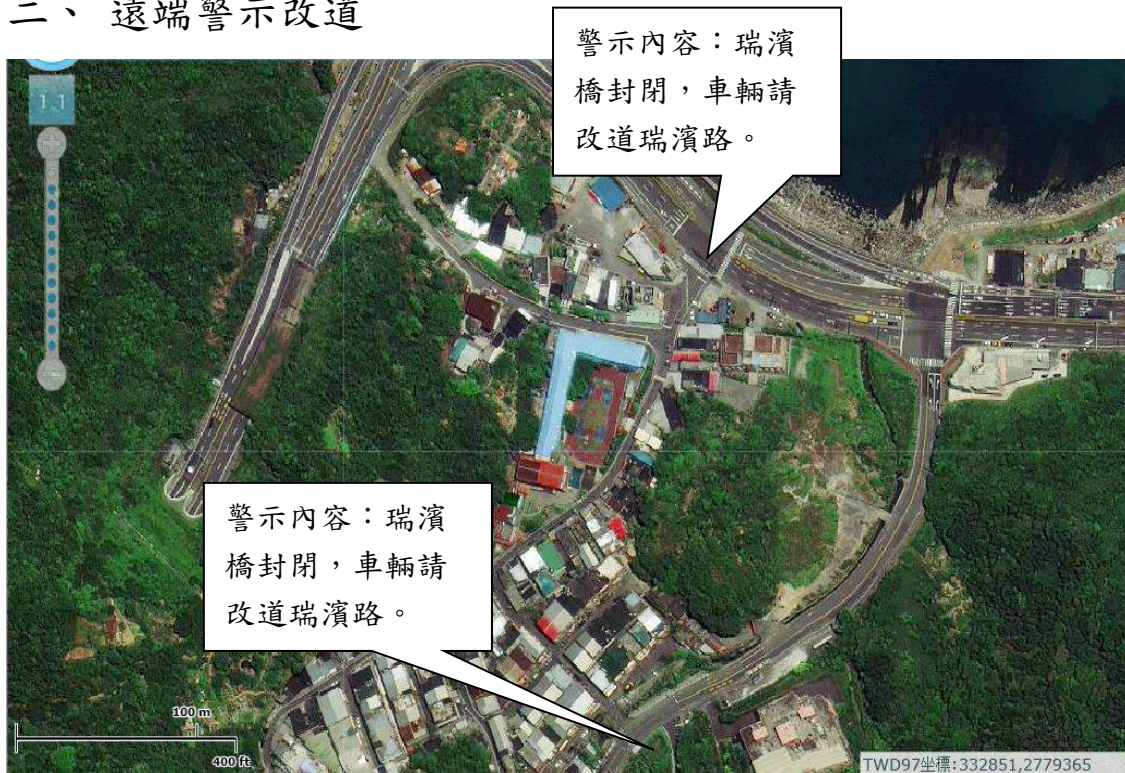 三、 遠端警示改道
警示內容：瑞濱
橋封閉，車輛請
改道瑞濱路。
11
警示內容：瑞濱
橋封閉，車輛請
改道瑞濱路。
100 m
400 ft
TWD97坐標:332851,2779365